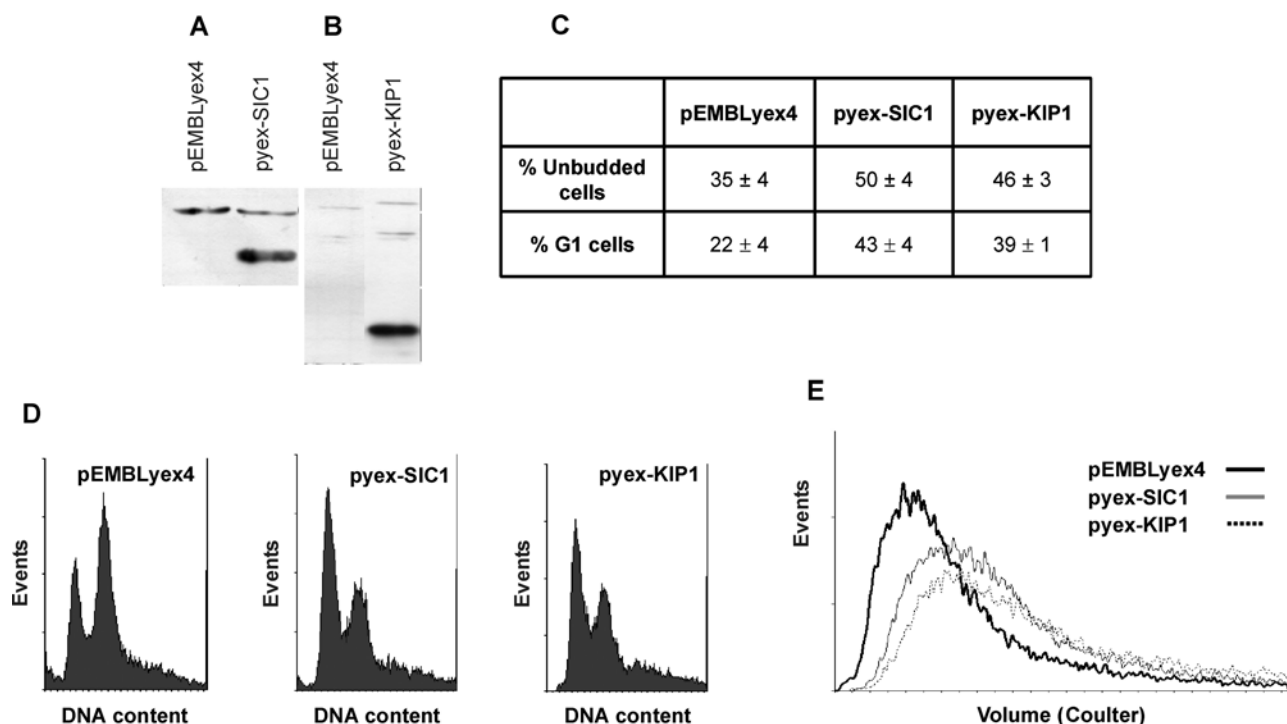 A
B
C
pEMBLyex4
pyex-SIC1
pEMBLyex4
pyex-KIP1
pEMBLyex4 pyex-SIC1 pyex-KIP1
% Unbudded cells 35 ± 4 50 ± 4 46 ± 3
% G1 cells 22 ± 4 43 ± 4 39 ± 1
D
pEMBLyex4
Events
DNA content
pyex-SIC1
Events
DNA content
pyex-KIP1
Events
DNA content
E
pEMBLyex4
pyex-SIC1
pyex-KIP1
Events
Volume (Coulter)